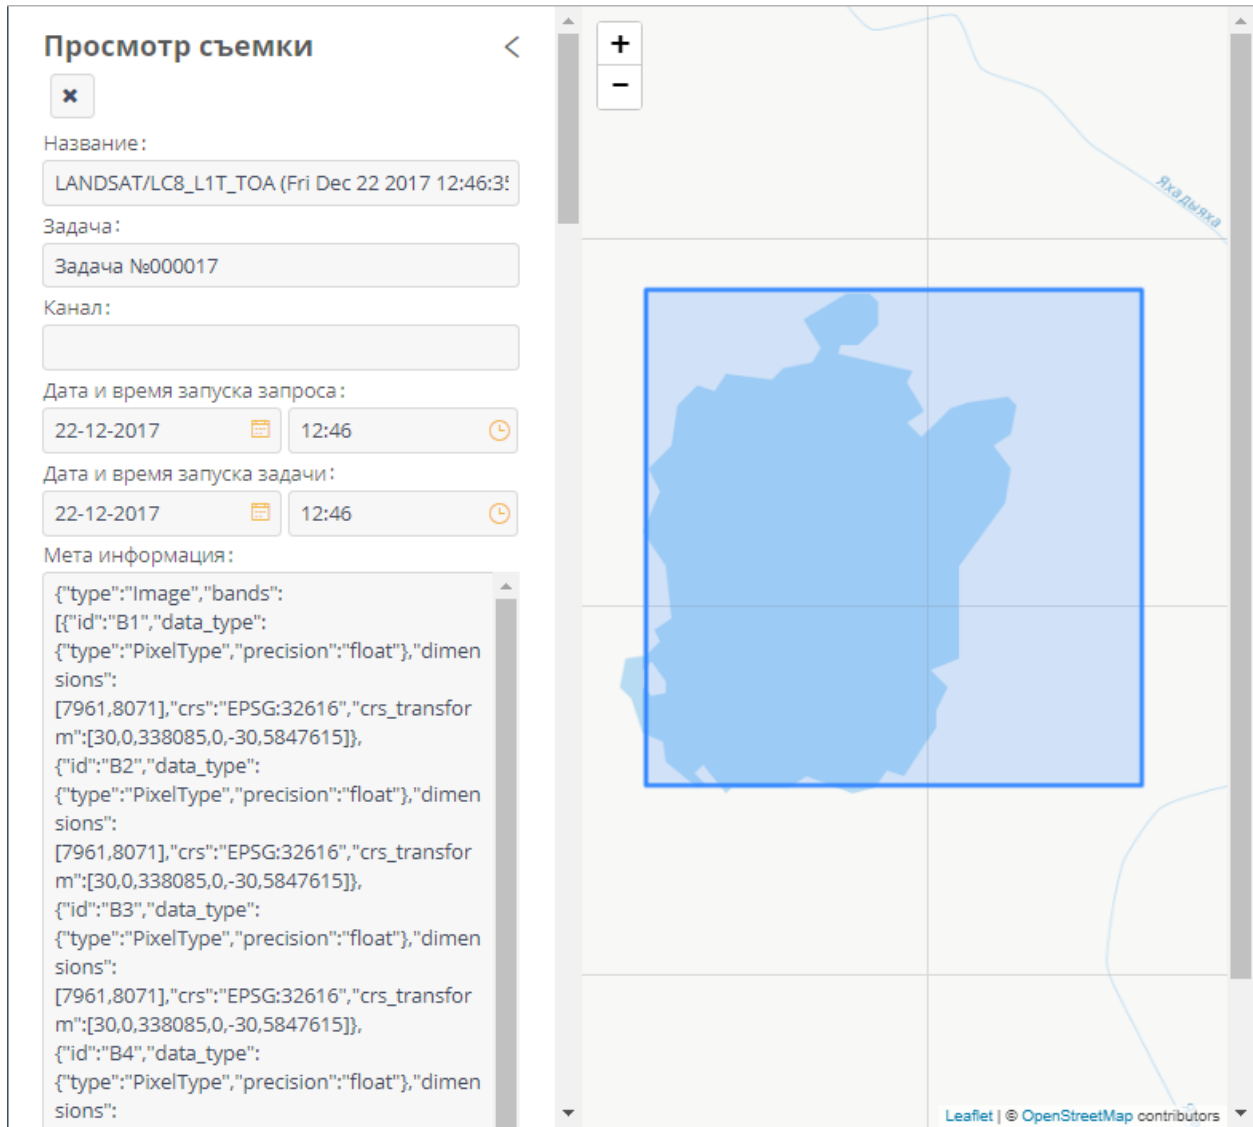 Просмотр съемки
Название:
LANDSAT/LC8_L1T_TOA (Fri Dec 22 2017 12:46:35
Задача:
Задача №000017
Канал:
Дата и время запуска запроса:
22-12-2017 12:46
Дата и время запуска задачи:
22-12-2017 12:46
Мета информация:
{"type":"Image","bands":
[{"id":"B1","data_type":
{"type":"PixelType","precision":"float"},"dimen
sions":
[7961,8071],"crs":"EPSG:32616","crs_transfor
m":[30,0,338085,0,-30,5847615]},
{"id":"B2","data_type":
{"type":"PixelType","precision":"float"},"dimen
sions":
[7961,8071],"crs":"EPSG:32616","crs_transfor
m":[30,0,338085,0,-30,5847615]},
{"id":"B3","data_type":
{"type":"PixelType","precision":"float"},"dimen
sions":
[7961,8071],"crs":"EPSG:32616","crs_transfor
m":[30,0,338085,0,-30,5847615]},
{"id":"B4","data_type":
{"type":"PixelType","precision":"float"},"dimen
sions":
+
−
Яхадыяха
Leaflet | © OpenStreetMap contributors